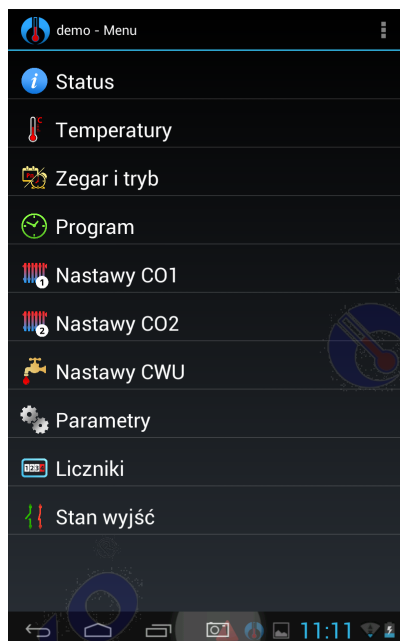 demo - Menu
Status
Temperatury
Zegar i tryb
Program
Nastawy CO1
Nastawy CO2
Nastawy CWU
Parametry
Liczniki
Stan wyjść
11:11